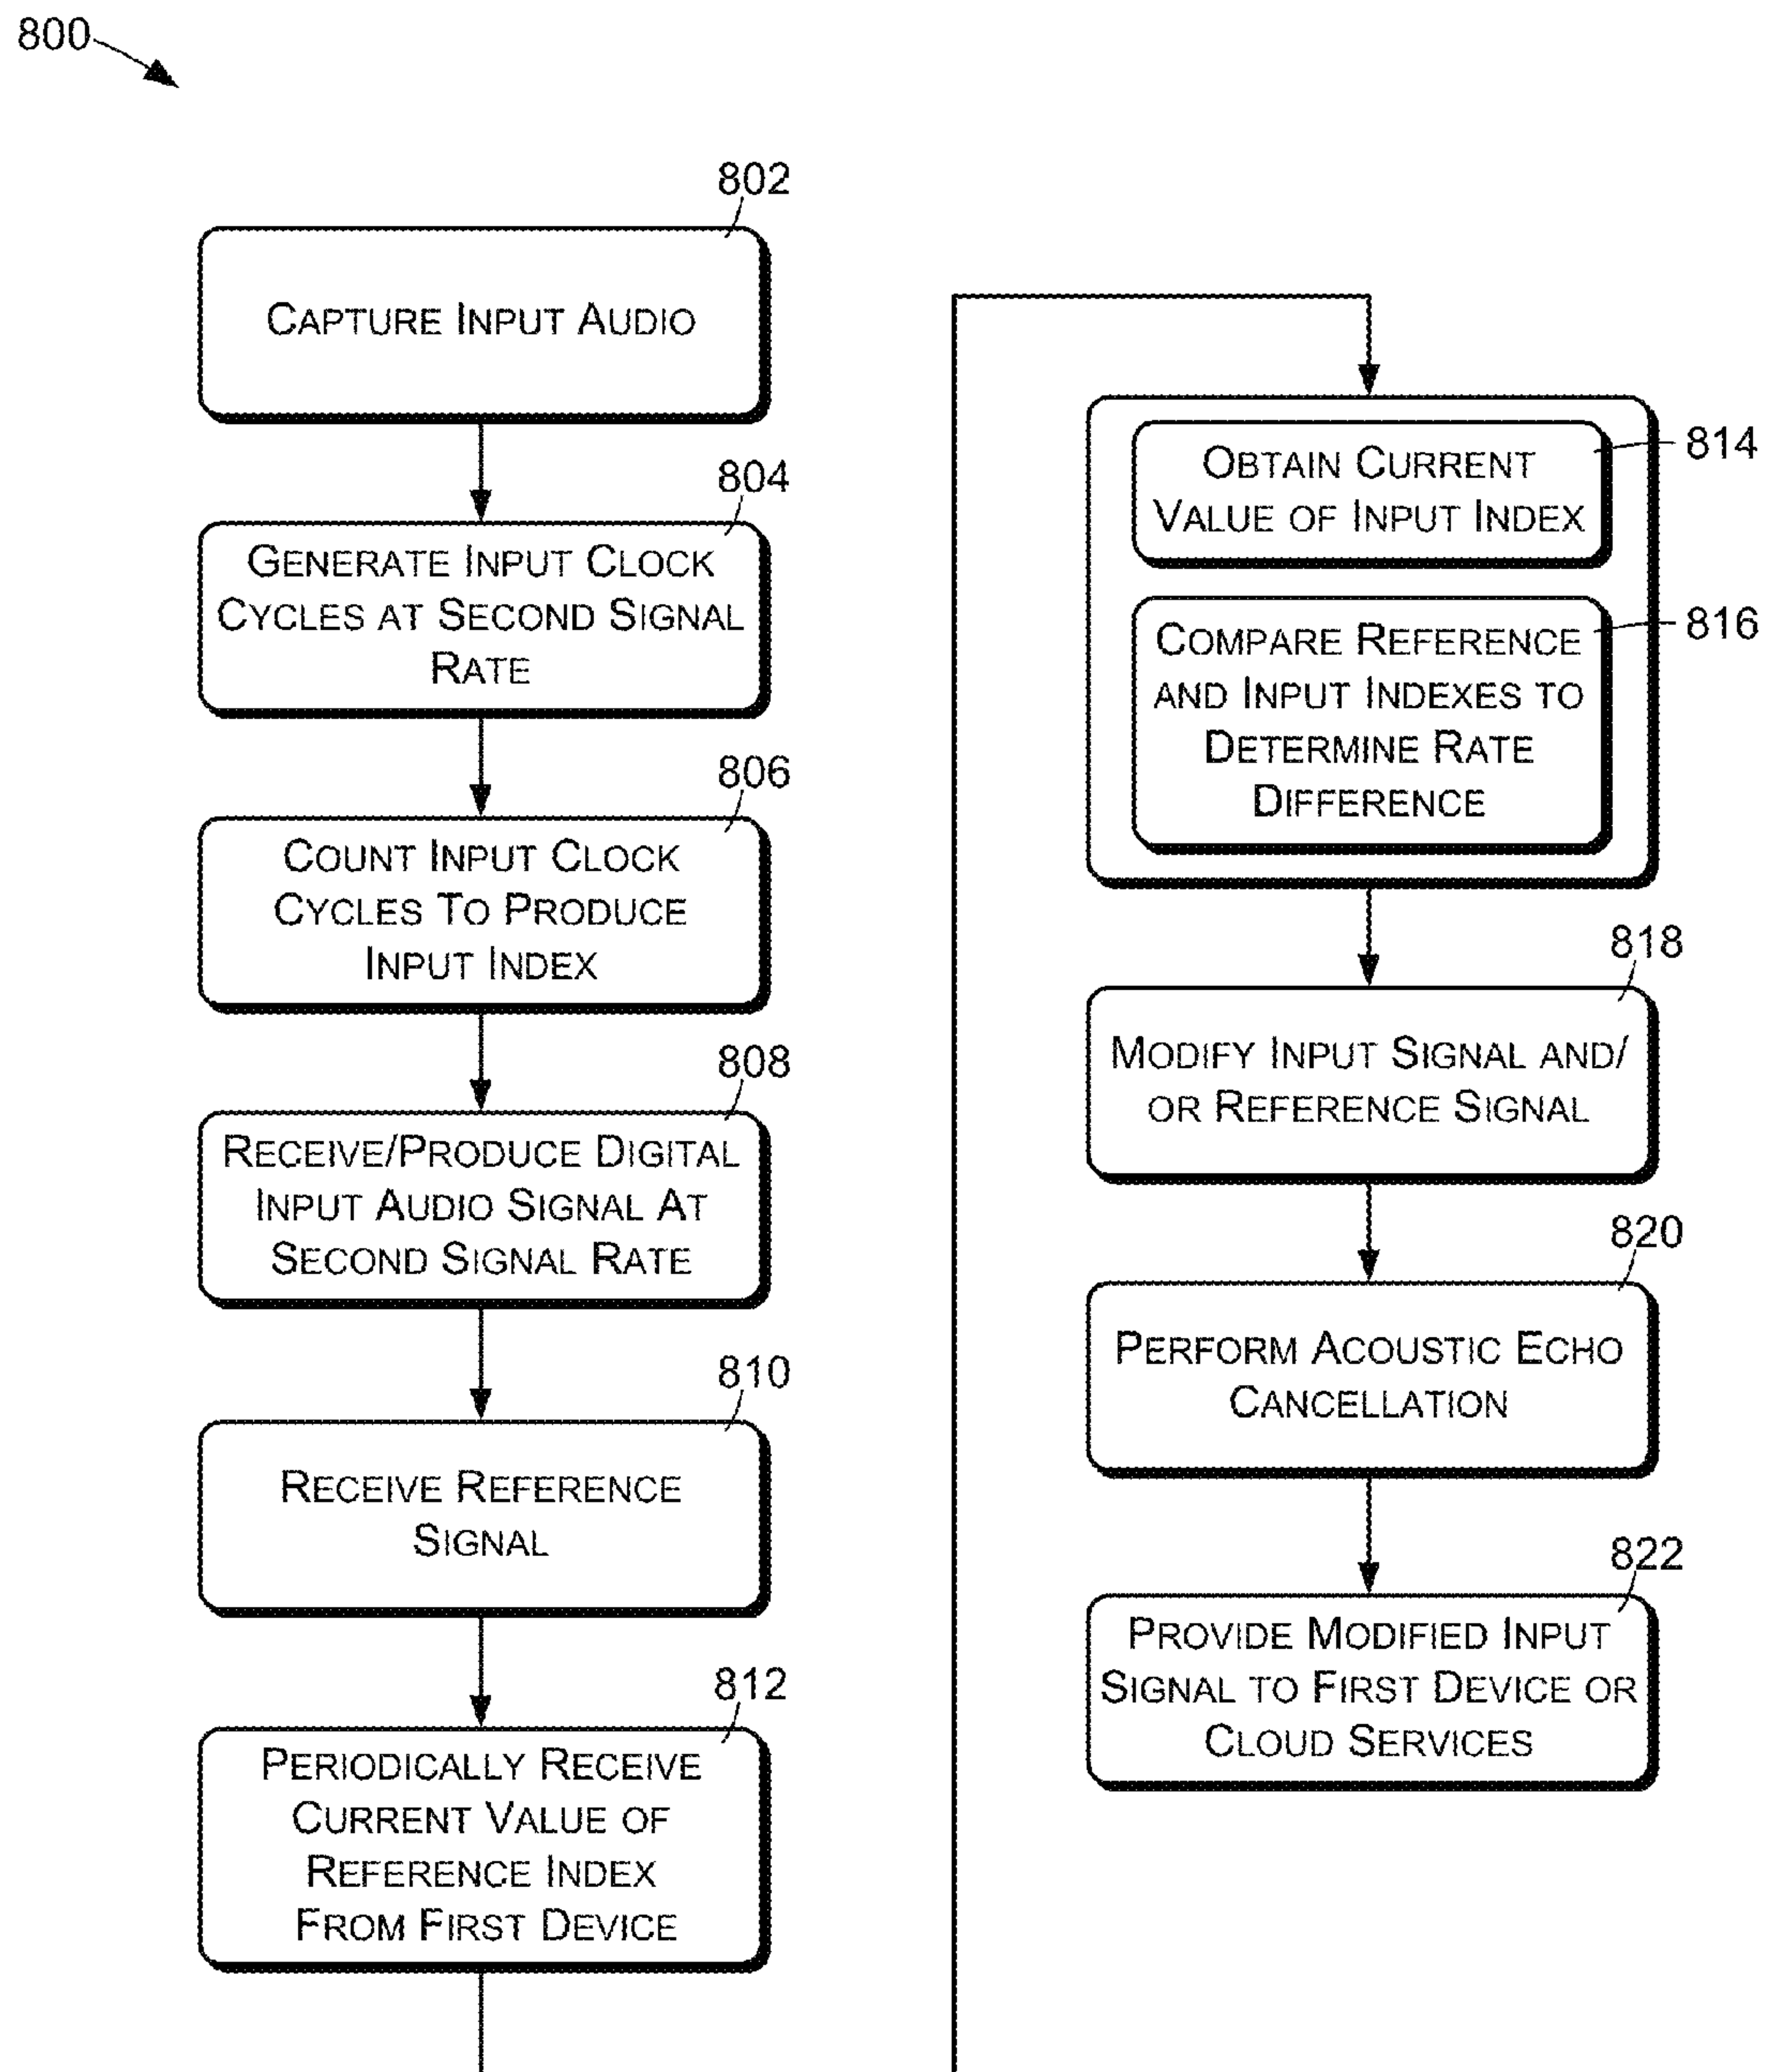 800
802
CAPTURE INPUT AUDIO
804
GENERATE INPUT CLOCK
CYCLES AT SECOND SIGNAL
RATE
806
COUNT INPUT CLOCK
CYCLES TO PRODUCE
INPUT INDEX
808
RECEIVE/PRODUCE DIGITAL
INPUT AUDIO SIGNAL AT
SECOND SIGNAL RATE
810
RECEIVE REFERENCE
SIGNAL
812
PERIODICALLY RECEIVE
CURRENT VALUE OF
REFERENCE INDEX
FROM FIRST DEVICE
814
OBTAIN CURRENT
VALUE OF INPUT INDEX
816
COMPARE REFERENCE
AND INPUT INDEXES TO
DETERMINE RATE
DIFFERENCE
818
MODIFY INPUT SIGNAL AND/
OR REFERENCE SIGNAL
820
PERFORM ACOUSTIC ECHO
CANCELLATION
822
PROVIDE MODIFIED INPUT
SIGNAL TO FIRST DEVICE OR
CLOUD SERVICES